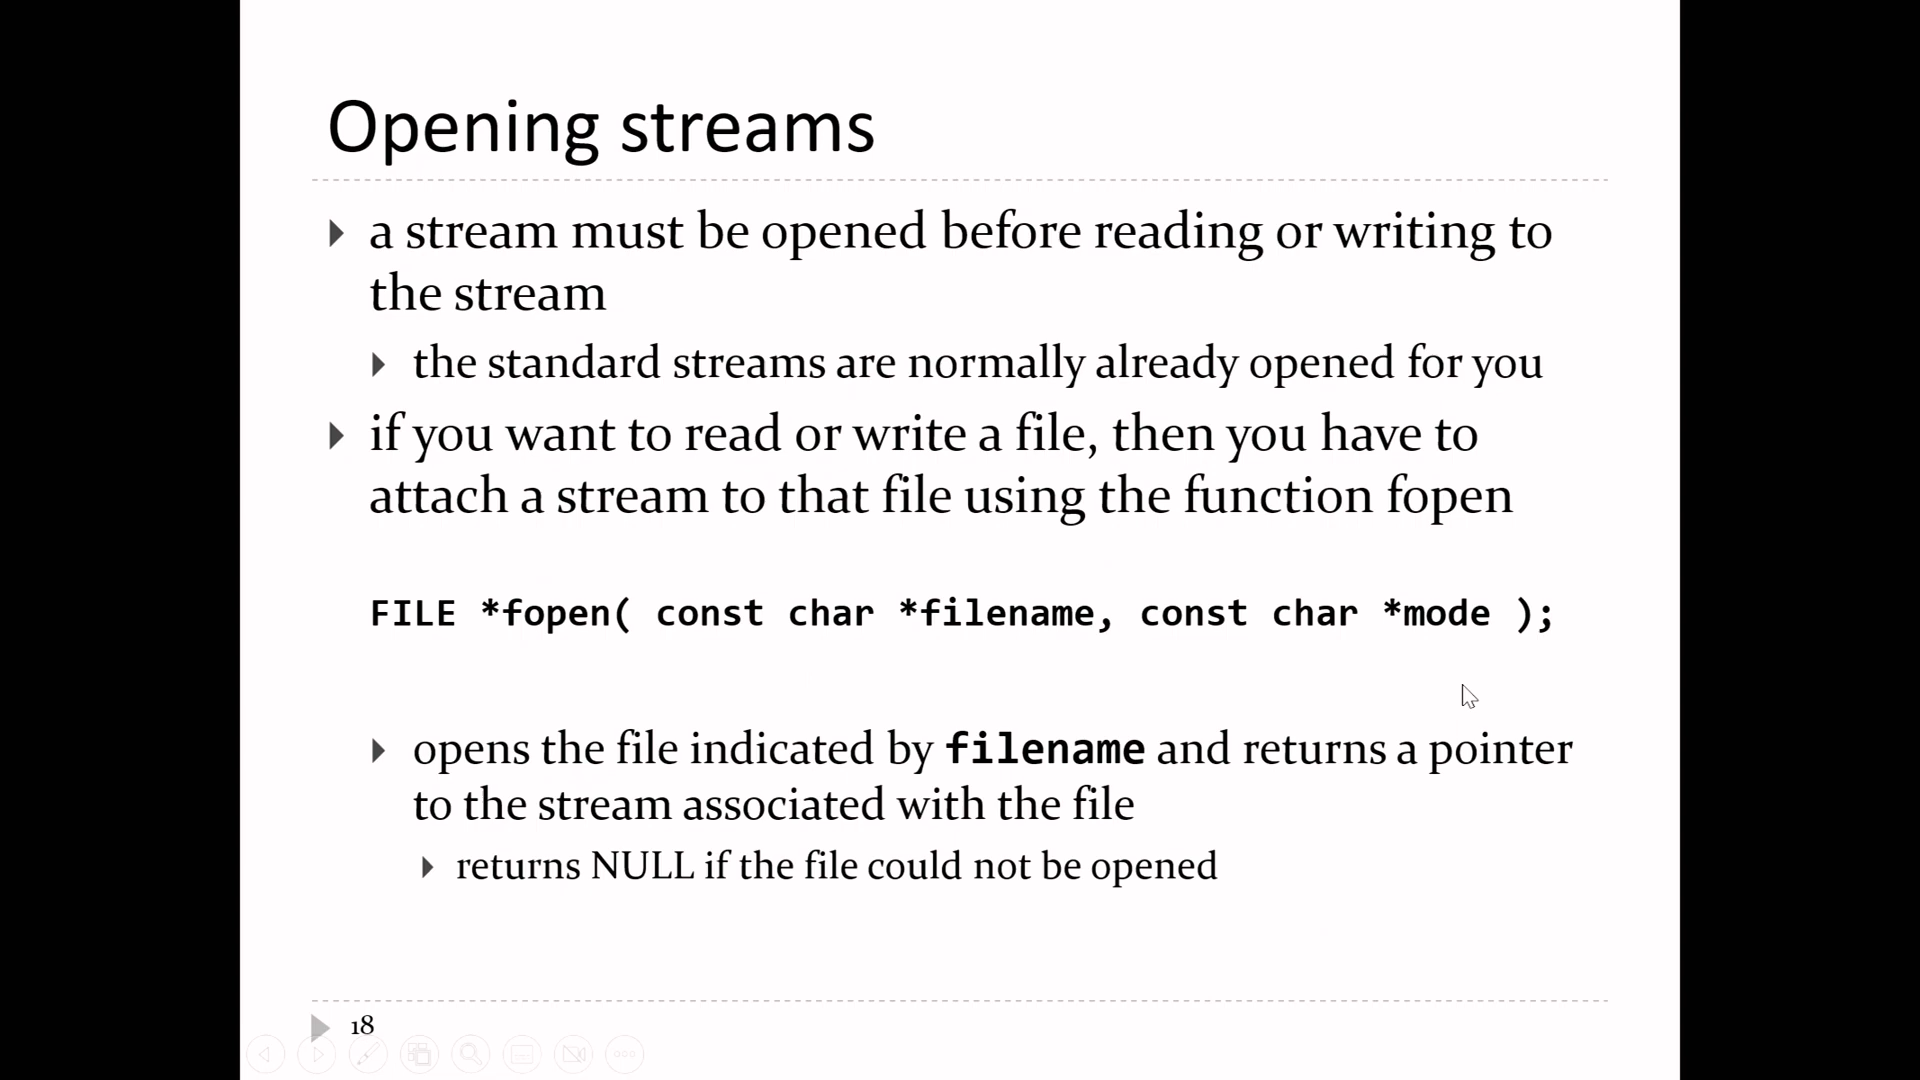 Opening streams
a stream must be opened before reading or writing to
the stream
the standard streams are normally already opened for you
if you want to read or write a file, then you have to
attach a stream to that file using the function fopen
FILE *fopen( const char *filename, const char *mode );
opens the file indicated by filename and returns a pointer
to the stream associated with the file
returns NULL if the file could not be opened
18